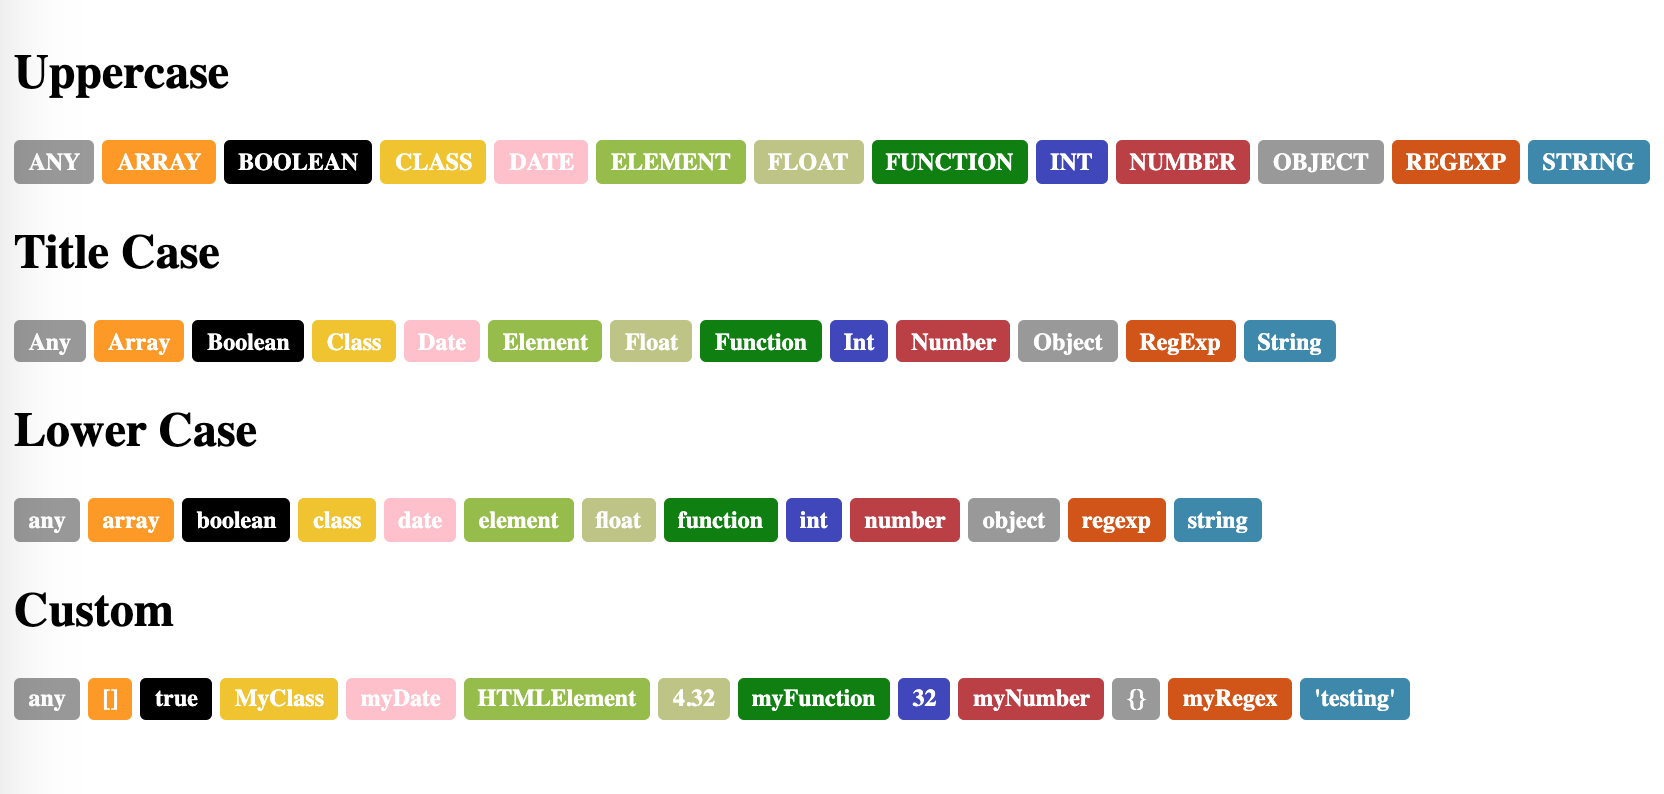 Uppercase
ANY ARRAY BOOLEAN CLASS DATE ELEMENT FLOAT FUNCTION INT NUMBER OBJECT REGEXP STRING
Title Case
Any Array Boolean Class Date Element Float Function Int Number Object RegExp String
Lower Case
any array boolean class date element float function int number object regexp string
Custom
any [] true MyClass myDate HTMLElement 4.32 myFunction 32 myNumber {} myRegex 'testing'